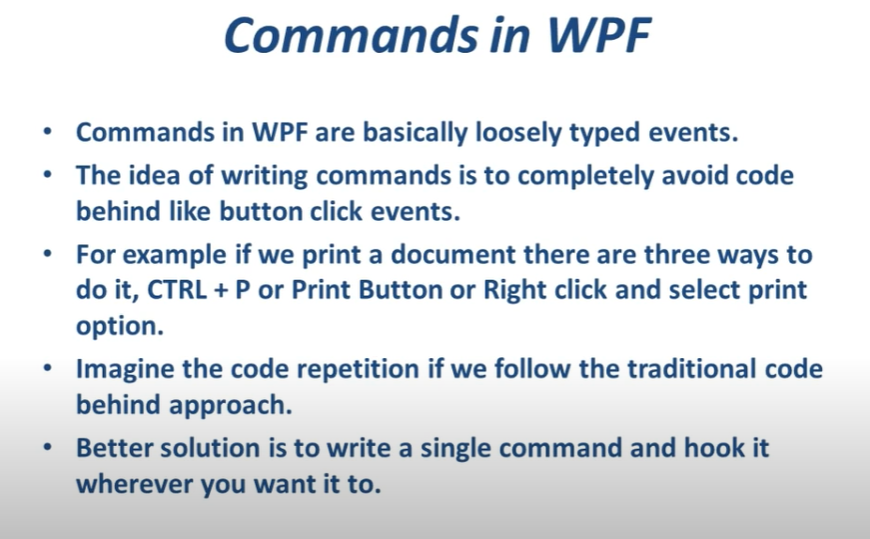 Commands in WPF
• Commands in WPF are basically loosely typed events.
• The idea of writing commands is to completely avoid code
behind like button click events.
• For example if we print a document there are three ways to
do it, CTRL + P or Print Button or Right click and select print
option.
• Imagine the code repetition if we follow the traditional code
behind approach.
• Better solution is to write a single command and hook it
wherever you want it to.